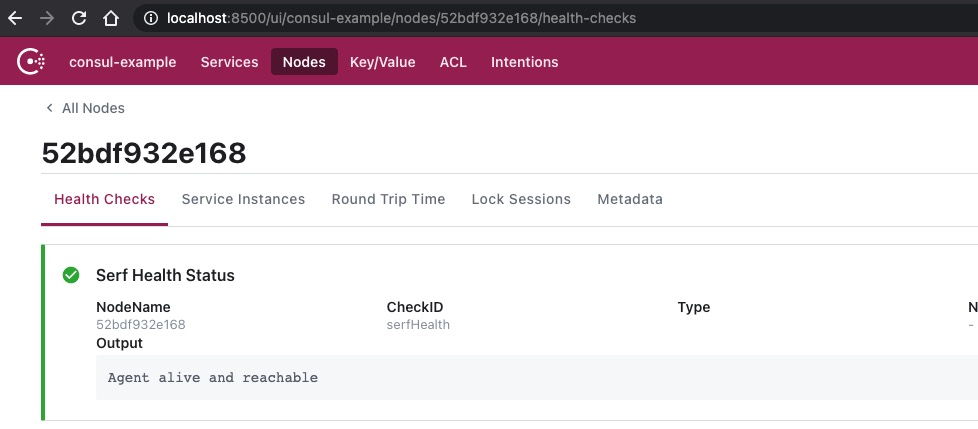 localhost:8500/ui/consul-example/nodes/52bdf932e168/health-checks
consul-example Services Nodes Key/Value ACL Intentions
All Nodes
52bdf932e168
Health Checks Service Instances Round Trip Time Lock Sessions Metadata
Serf Health Status
NodeName CheckID Type N
52bdf932e168 serfHealth -
Output
Agent alive and reachable